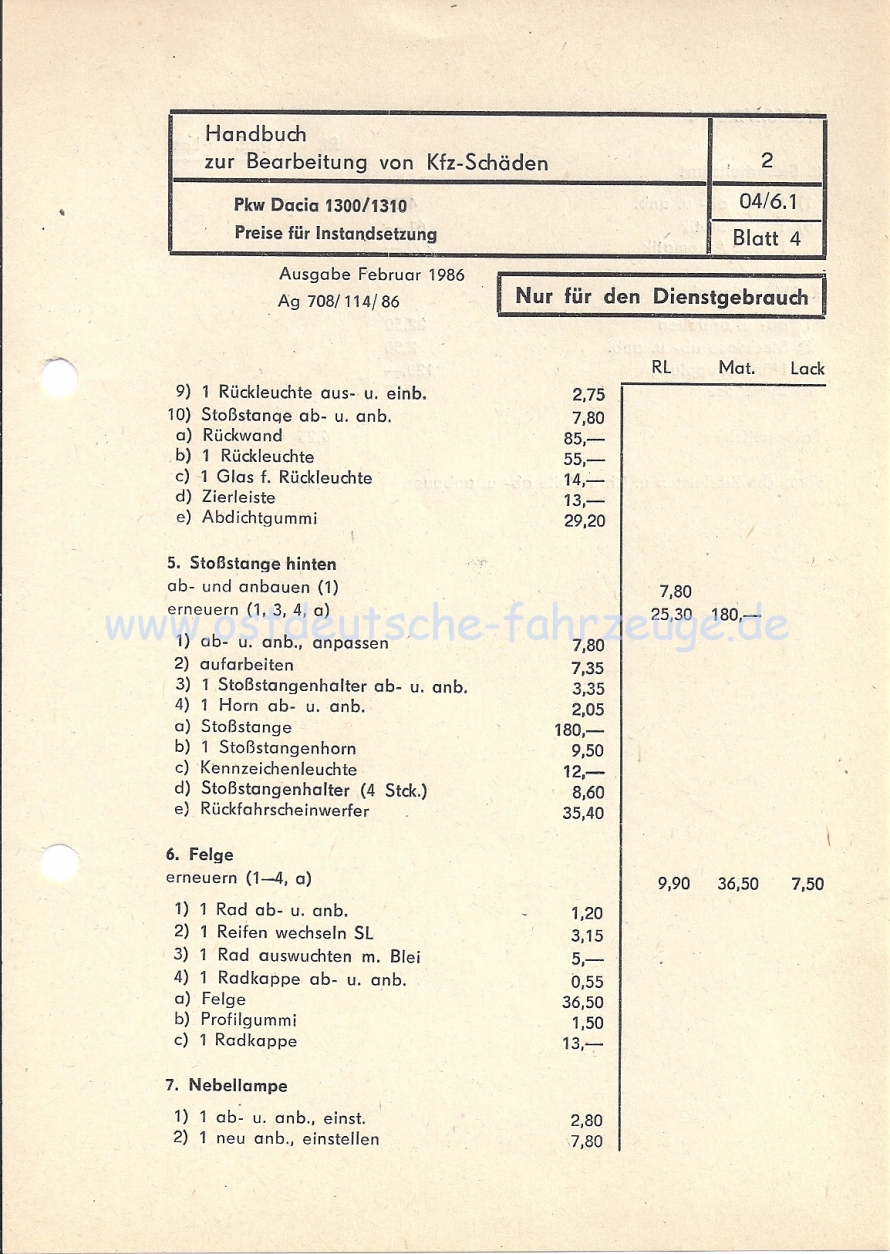 Handbuch
zur Bearbeitung von Kfz-Schäden
2
Pkw Dacia 1300/1310
Preise für Instandsetzung
04/6.1
Blatt 4
Ausgabe Februar 1986
Ag 708/114/86
Nur für den Dienstgebrauch
RL Mat. Lack
9) 1 Rückleuchte aus- u. einb. 2,75
10) Stoßstange ab- u. anb. 7,80
a) Rückwand 85,—
b) 1 Rückleuchte 55,—
c) 1 Glas f. Rückleuchte 14,—
d) Zierleiste 13,—
e) Abdichtgummi 29,20
5. Stoßstange hinten
ab- und anbauen (1) 7,80
erneuern (1, 3, 4, a) 25,30 180,—
www.ostdeutsche-fahrzeuge.de
1) ab- u. anb., anpassen 7,80
2) aufarbeiten 7,35
3) 1 Stoßstangenhalter ab- u. anb. 3,35
4) 1 Horn ab- u. anb. 2,05
a) Stoßstange 180,—
b) 1 Stoßstangenhorn 9,50
c) Kennzeichenleuchte 12,—
d) Stoßstangenhalter (4 Stck.) 8,60
e) Rückfahrscheinwerfer 35,40
6. Felge
erneuern (1—4, a) 9,90 36,50 7,50
1) 1 Rad ab- u. anb. 1,20
2) 1 Reifen wechseln SL 3,15
3) 1 Rad auswuchten m. Blei 5,—
4) 1 Radkappe ab- u. anb. 0,55
a) Felge 36,50
b) Profilgummi 1,50
c) 1 Radkappe 13,—
7. Nebellampe
1) 1 ab- u. anb., einst. 2,80
2) 1 neu anb., einstellen 7,80